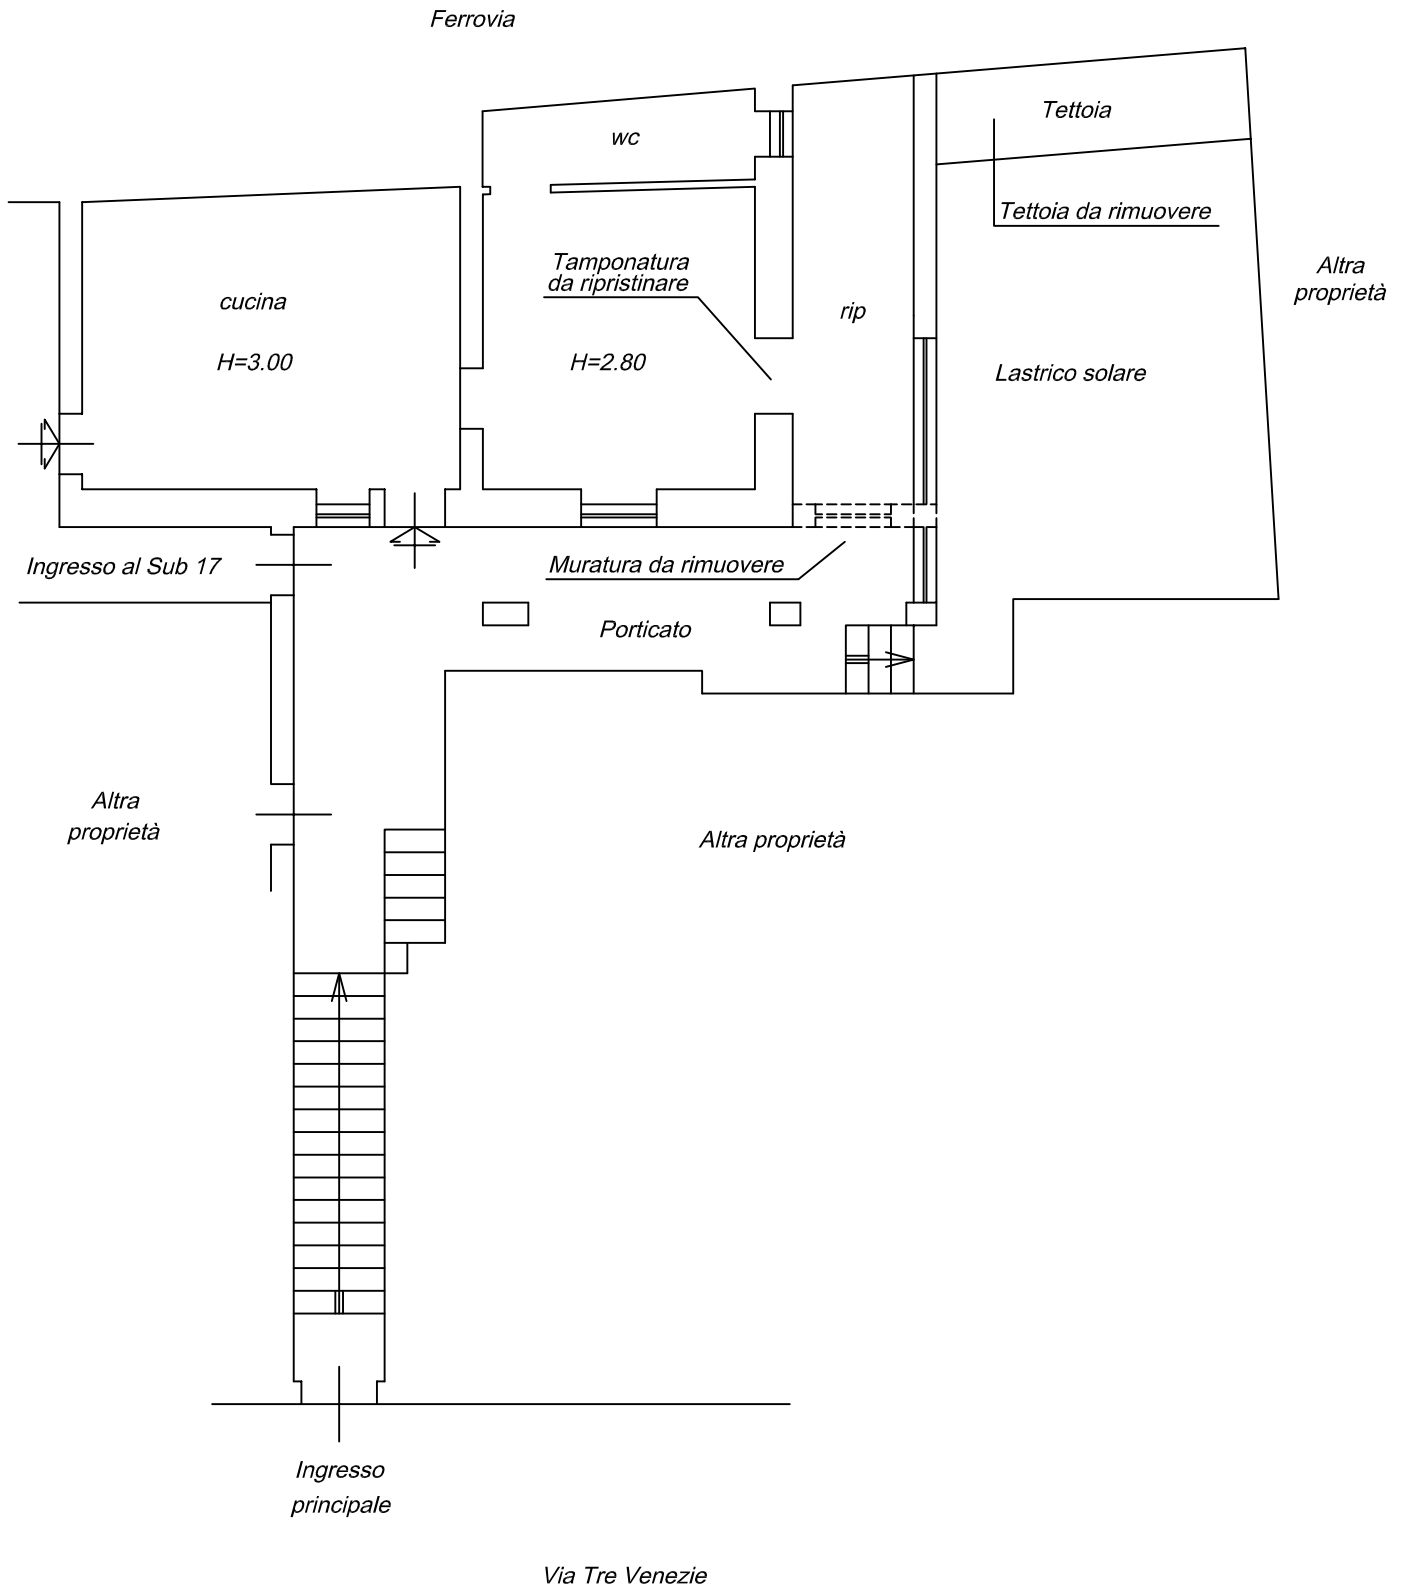 Ferrovia
Tettoia
wc
Tettoia da rimuovere
Tamponatura
da ripristinare
Altra
proprietà
cucina
rip
H=3.00
H=2.80
Lastrico solare
Ingresso al Sub 17
Muratura da rimuovere
Porticato
Altra
proprietà
Altra proprietà
Ingresso
principale
Via Tre Venezie